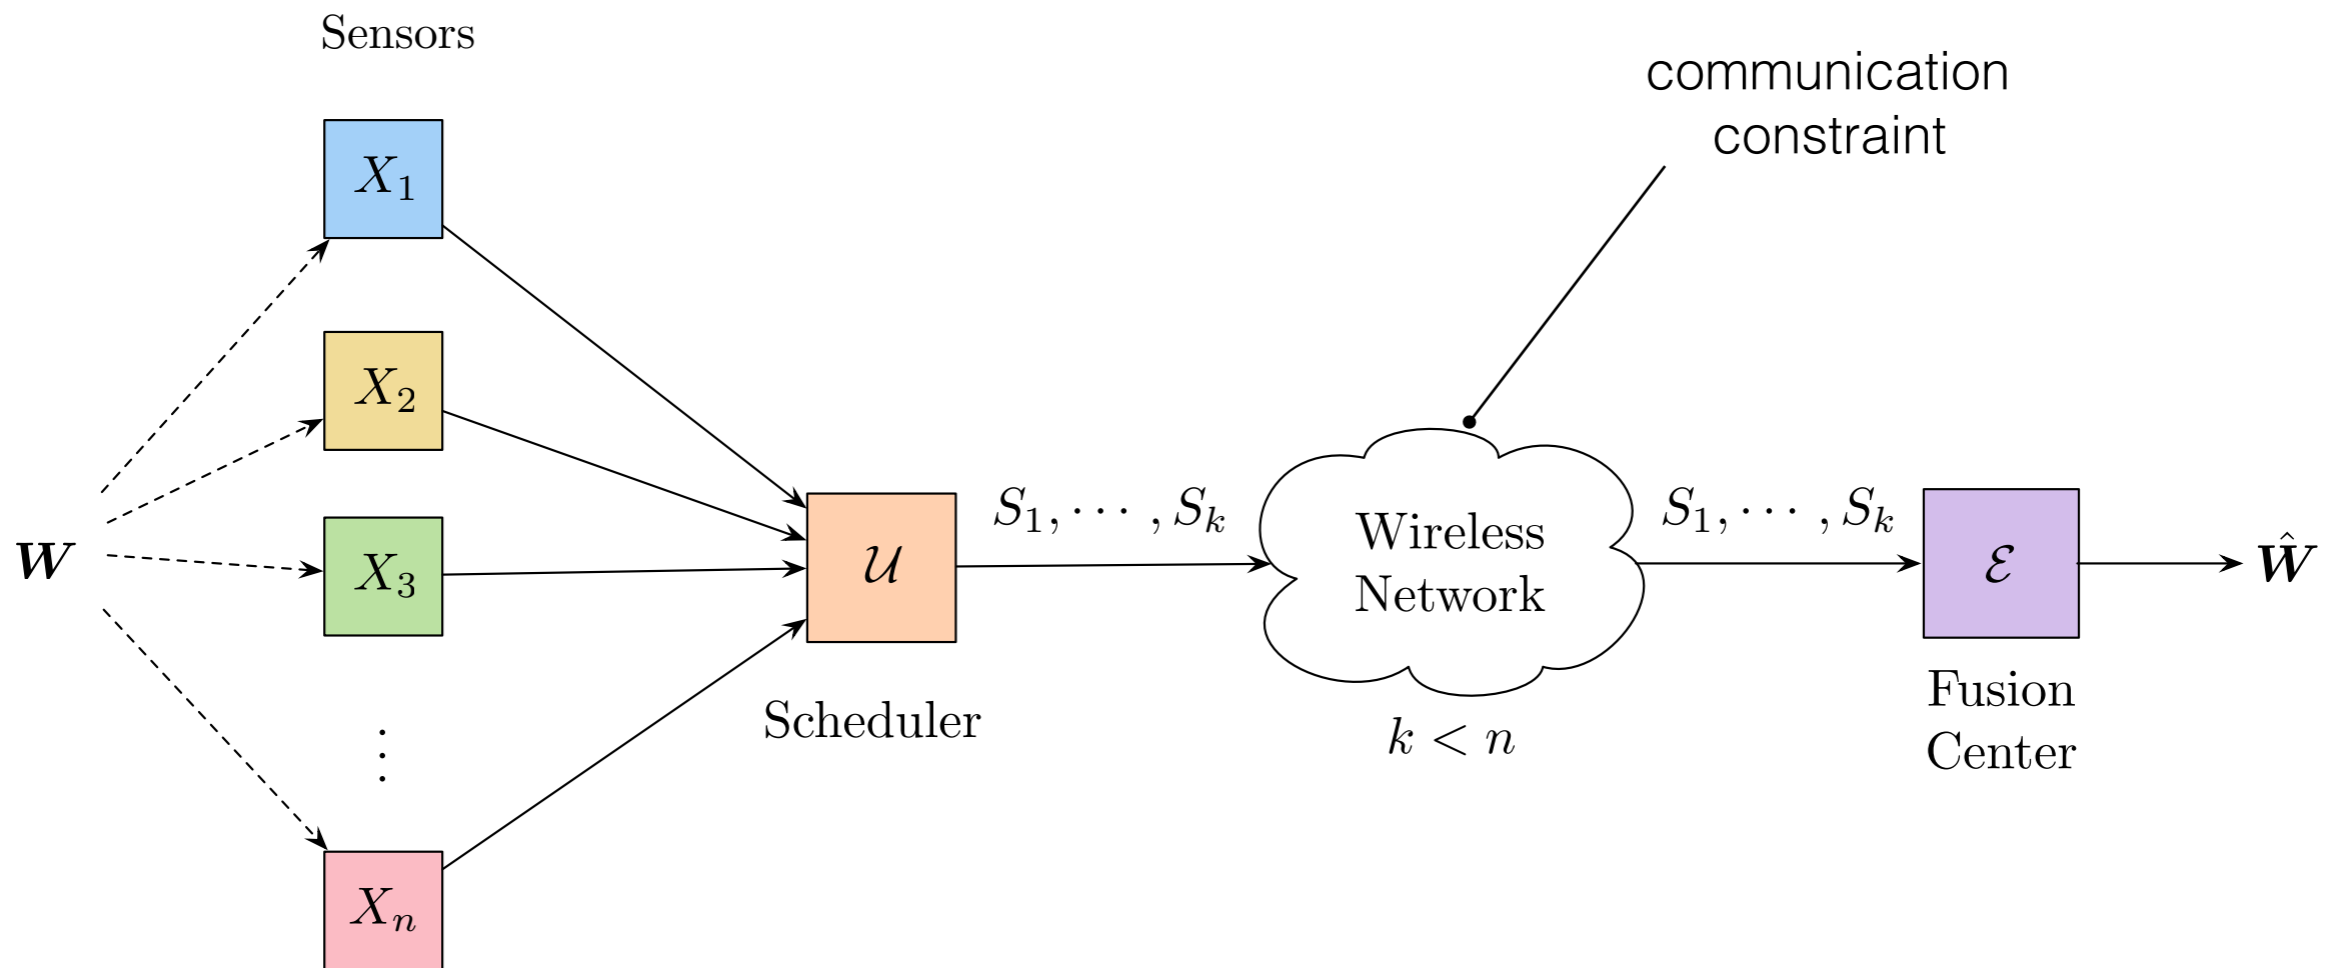 Sensors
communication
constraint
X₁
X₂
X₃
⋮
Xₙ
W
𝒰
Scheduler
S₁, ⋯ , Sₖ
Wireless
Network
k < n
S₁, ⋯ , Sₖ
ℰ
Fusion
Center
Ŵ